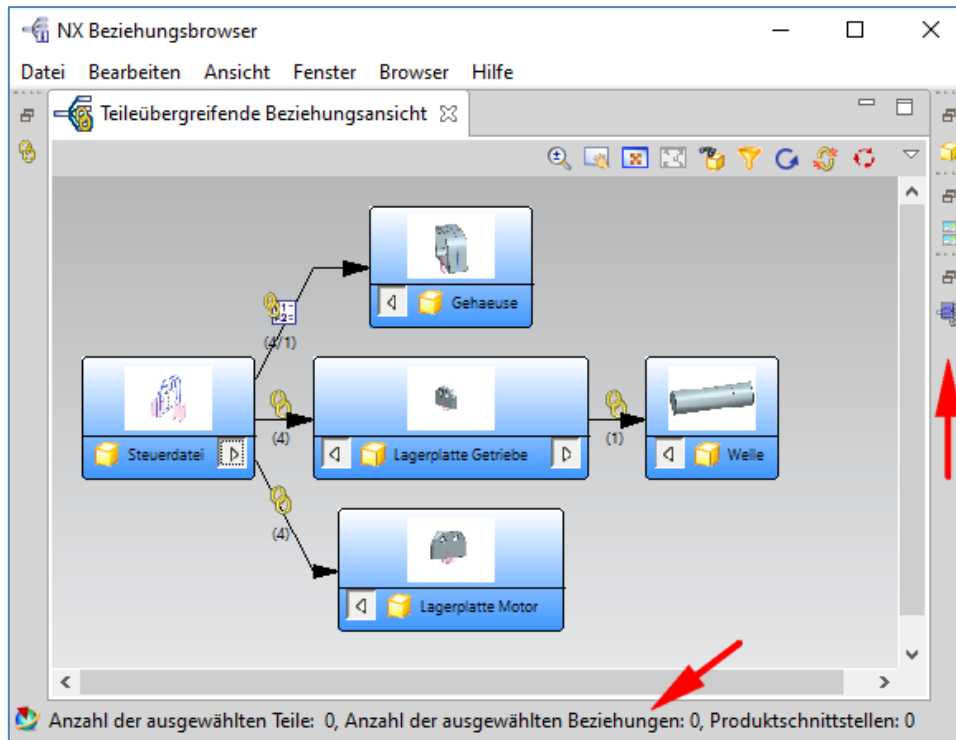 NX Beziehungsbrowser
Datei Bearbeiten Ansicht Fenster Browser Hilfe
Teileübergreifende Beziehungsansicht
Gehaeuse
(4/1)
Steuerdatei
(4)
Lagerplatte Getriebe
(1)
Welle
(4)
Lagerplatte Motor
Anzahl der ausgewählten Teile: 0, Anzahl der ausgewählten Beziehungen: 0, Produktschnittstellen: 0